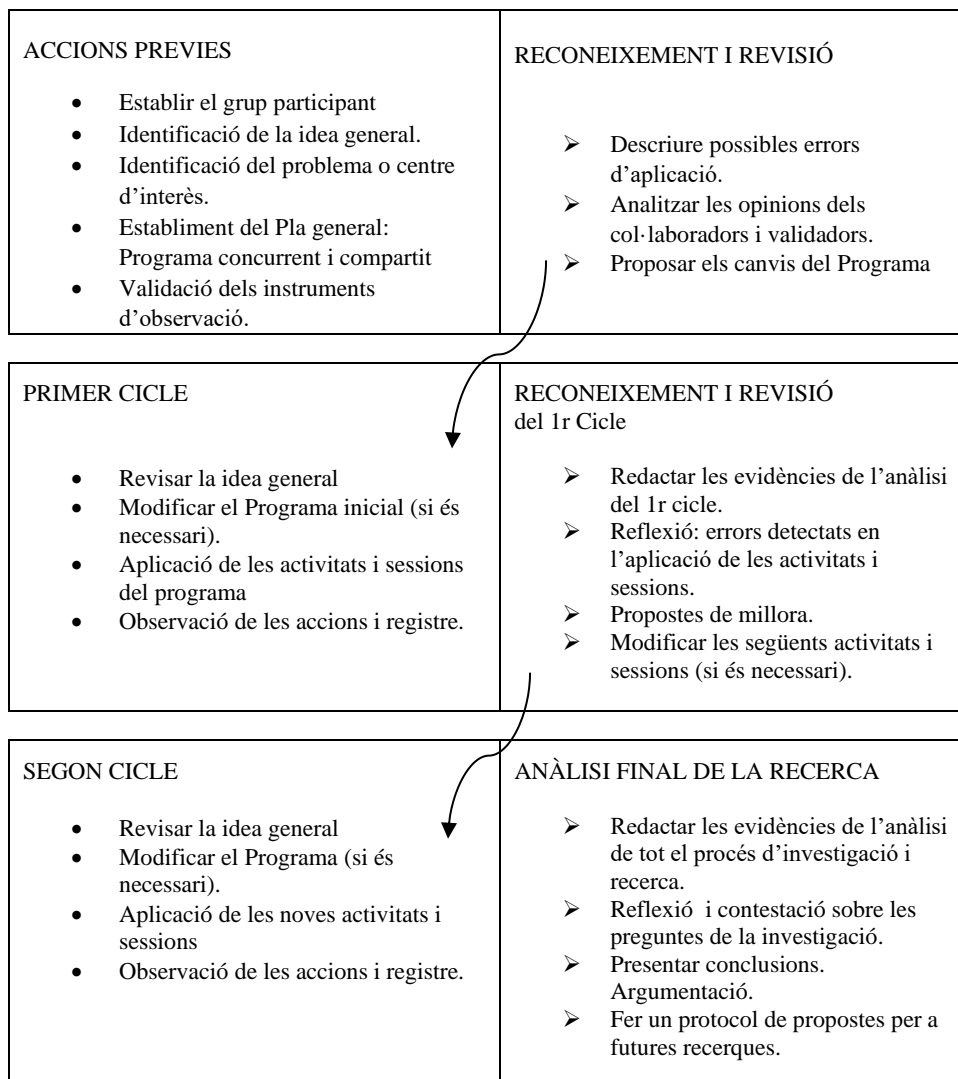 ACCIONS PREVIES
• Establir el grup participant
• Identificació de la idea general.
• Identificació del problema o centre
d’interès.
• Establiment del Pla general:
Programa concurrent i compartit
• Validació dels instruments
d’observació.
RECONEIXEMENT I REVISIÓ
➢ Descriure possibles errors
d’aplicació.
➢ Analitzar les opinions dels
col·laboradors i validadors.
➢ Proposar els canvis del Programa
PRIMER CICLE
• Revisar la idea general
• Modificar el Programa inicial (si és
necessari).
• Aplicació de les activitats i sessions
del programa
• Observació de les accions i registre.
RECONEIXEMENT I REVISIÓ
del 1r Cicle
➢ Redactar les evidències de l’anàlisi
del 1r cicle.
➢ Reflexió: errors detectats en
l’aplicació de les activitats i
sessions.
➢ Propostes de millora.
➢ Modificar les següents activitats i
sessions (si és necessari).
SEGON CICLE
• Revisar la idea general
• Modificar el Programa (si és
necessari).
• Aplicació de les noves activitats i
sessions
• Observació de les accions i registre.
ANÀLISI FINAL DE LA RECERCA
➢ Redactar les evidències de l’anàlisi
de tot el procés d’investigació i
recerca.
➢ Reflexió  i contestació sobre les
preguntes de la investigació.
➢ Presentar conclusions.
Argumentació.
➢ Fer un protocol de propostes per a
futures recerques.